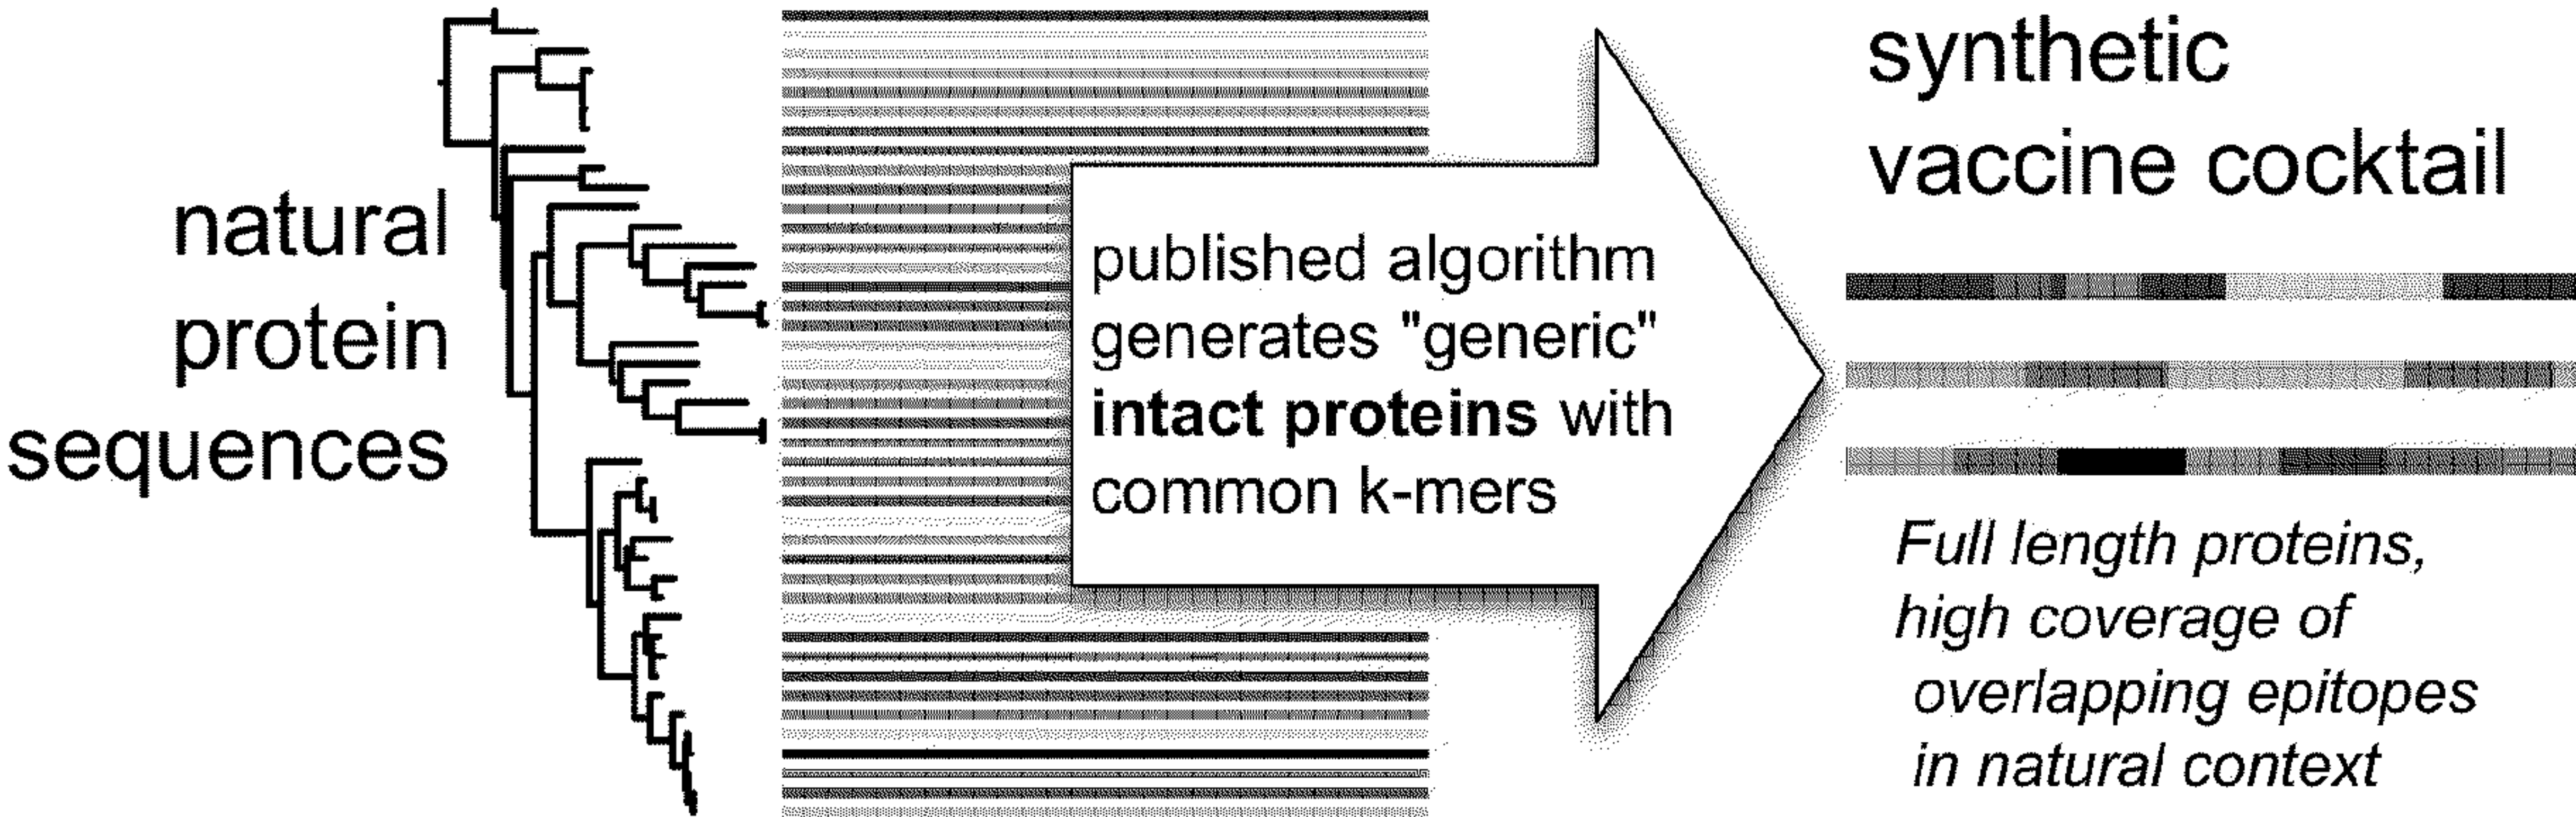 natural
protein
sequences
published algorithm
generates "generic"
intact proteins with
common k-mers
synthetic
vaccine cocktail
Full length proteins,
high coverage of
overlapping epitopes
in natural context